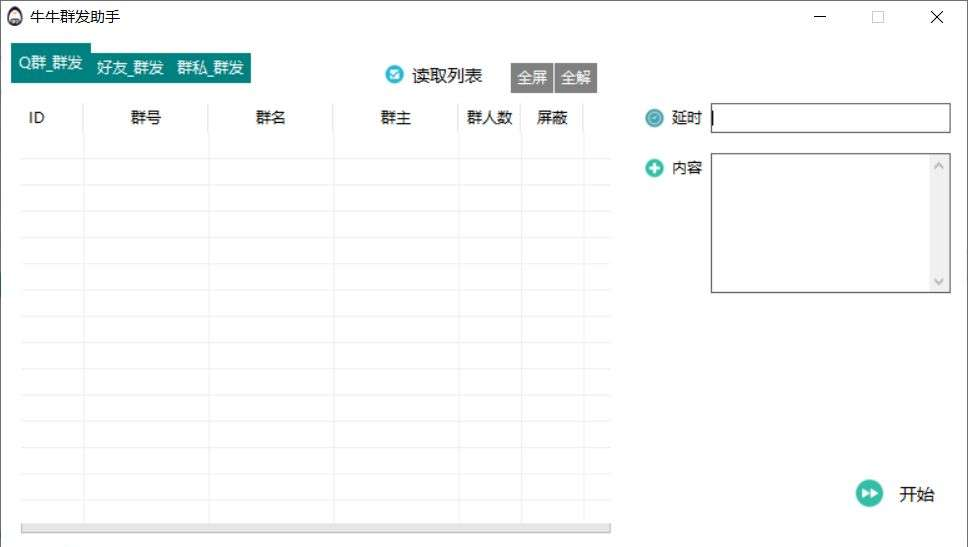 牛牛群发助手
Q群_群发 好友_群发 群私_群发
读取列表 全屏 全解
ID 群号 群名 群主 群人数 屏蔽
延时
内容
开始